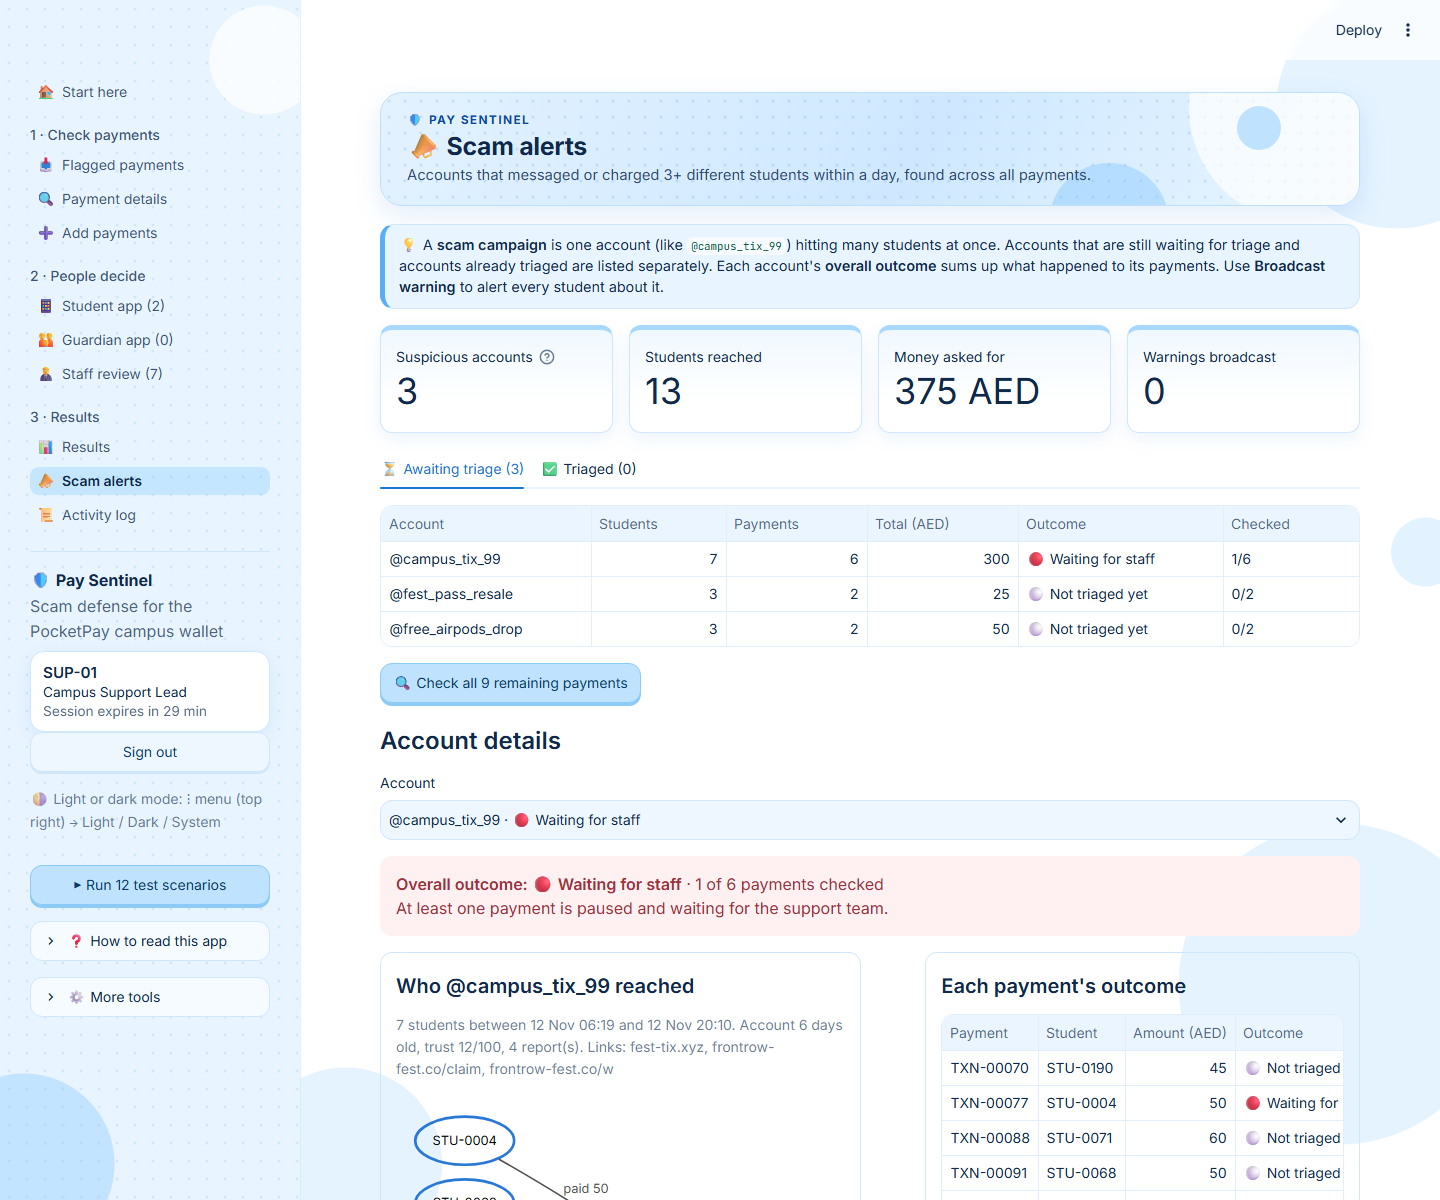 Deploy
Start here
1 · Check payments
Flagged payments
Payment details
Add payments
2 · People decide
Student app (2)
Guardian app (0)
Staff review (7)
3 · Results
Results
Scam alerts
Activity log
Pay Sentinel
Scam defense for the
PocketPay campus wallet
SUP-01
Campus Support Lead
Session expires in 29 min
Sign out
Light or dark mode: ⋮ menu (top
right) → Light / Dark / System
▸ Run 12 test scenarios
How to read this app
More tools
PAY SENTINEL
Scam alerts
Accounts that messaged or charged 3+ different students within a day, found across all payments.
A scam campaign is one account (like @campus_tix_99 ) hitting many students at once. Accounts that are still waiting for triage and
accounts already triaged are listed separately. Each account's overall outcome sums up what happened to its payments. Use Broadcast
warning to alert every student about it.
Suspicious accounts ?
3
Students reached
13
Money asked for
375 AED
Warnings broadcast
0
Awaiting triage (3) Triaged (0)
Account Students Payments Total (AED) Outcome Checked
@campus_tix_99 7 6 300 Waiting for staff 1/6
@fest_pass_resale 3 2 25 Not triaged yet 0/2
@free_airpods_drop 3 2 50 Not triaged yet 0/2
Check all 9 remaining payments
Account details
Account
@campus_tix_99 · Waiting for staff
Overall outcome: Waiting for staff · 1 of 6 payments checked
At least one payment is paused and waiting for the support team.
Who @campus_tix_99 reached
7 students between 12 Nov 06:19 and 12 Nov 20:10. Account 6 days
old, trust 12/100, 4 report(s). Links: fest-tix.xyz, frontrow-
fest.co/claim, frontrow-fest.co/w
STU-0004
paid 50
Each payment's outcome
Payment Student Amount (AED) Outcome
TXN-00070 STU-0190 45 Not triaged
TXN-00077 STU-0004 50 Waiting for
TXN-00088 STU-0071 60 Not triaged
TXN-00091 STU-0068 50 Not triaged